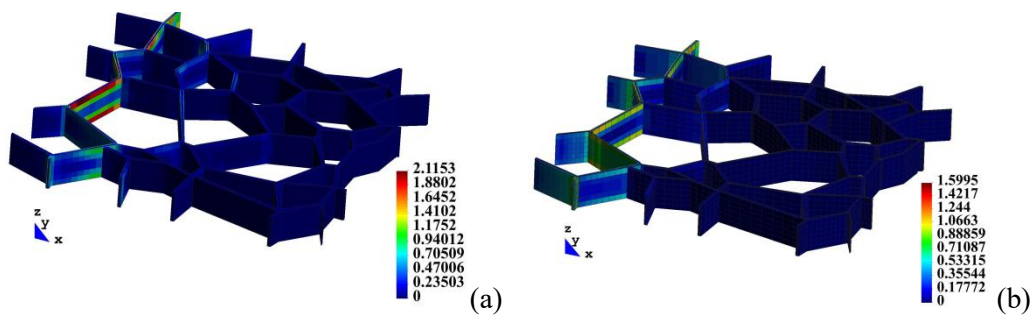 2.1153
1.8802
1.6452
1.4102
1.1752
0.94012
0.70509
0.47006
0.23503
0
z
y
x
(a)
1.5995
1.4217
1.244
1.0663
0.88859
0.71087
0.53315
0.35544
0.17772
0
z
y
x
(b)